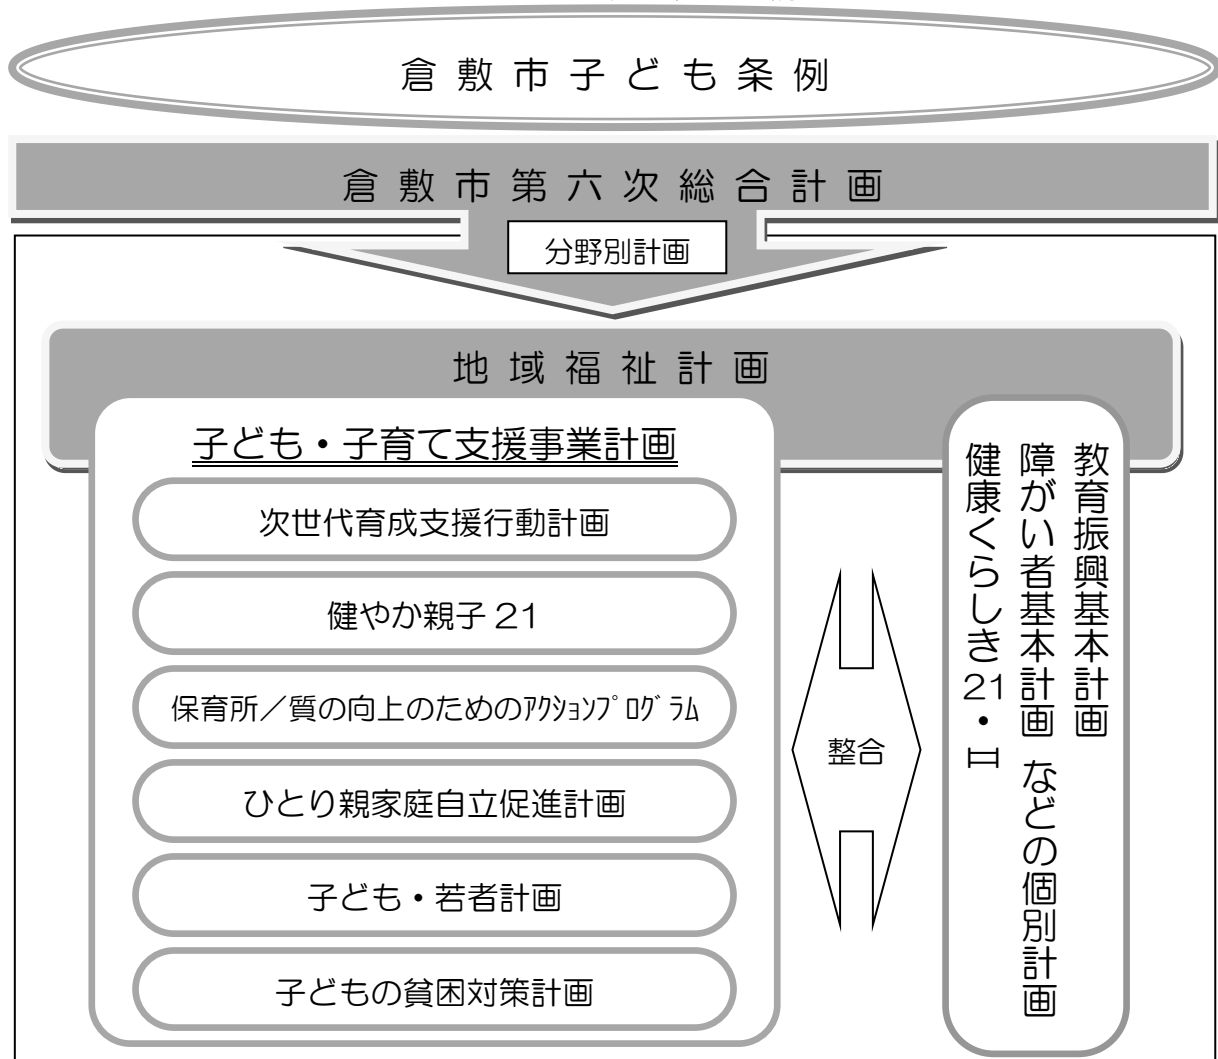 倉敷市子ども条例
倉敷市第六次総合計画
分野別計画
地域福祉計画
子ども・子育て支援事業計画
次世代育成支援行動計画
健やか親子21
保育所／質の向上のためのｱｸｼｮﾝﾌﾟﾛｸﾞﾗﾑ
ひとり親家庭自立促進計画
子ども・若者計画
子どもの貧困対策計画
整合
教育振興基本計画
障がい者基本計画 などの個別計画
健康くらしき21・Ⅱ